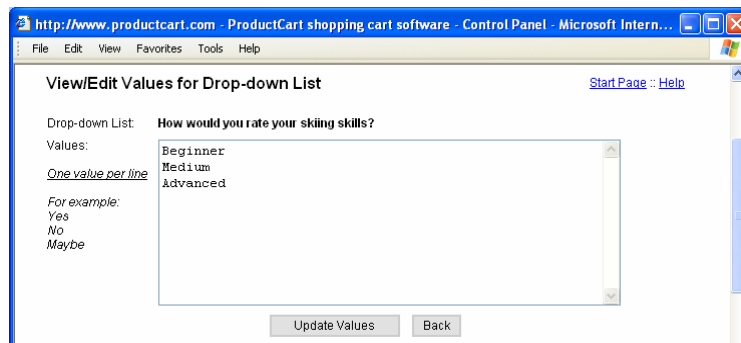 http://www.productcart.com - ProductCart shopping cart software - Control Panel - Microsoft Intern...
File Edit View Favorites Tools Help
View/Edit Values for Drop-down List
Start Page :: Help
Drop-down List: How would you rate your skiing skills?
Values:
One value per line
For example:
Yes
No
Maybe
Beginner
Medium
Advanced
Update Values Back